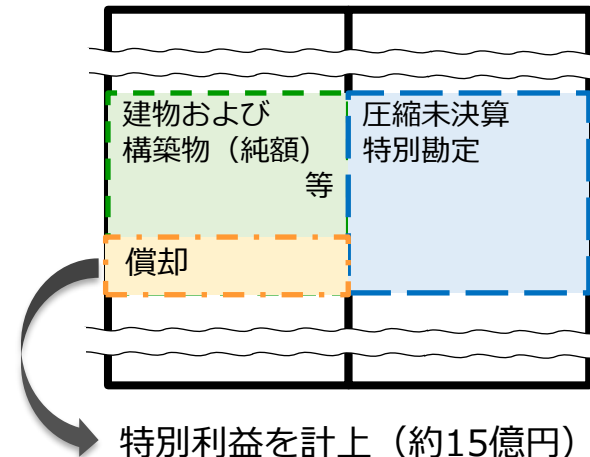 建物および
構築物（純額）
等
圧縮未決算
特別勘定
償却
特別利益を計上（約15億円）